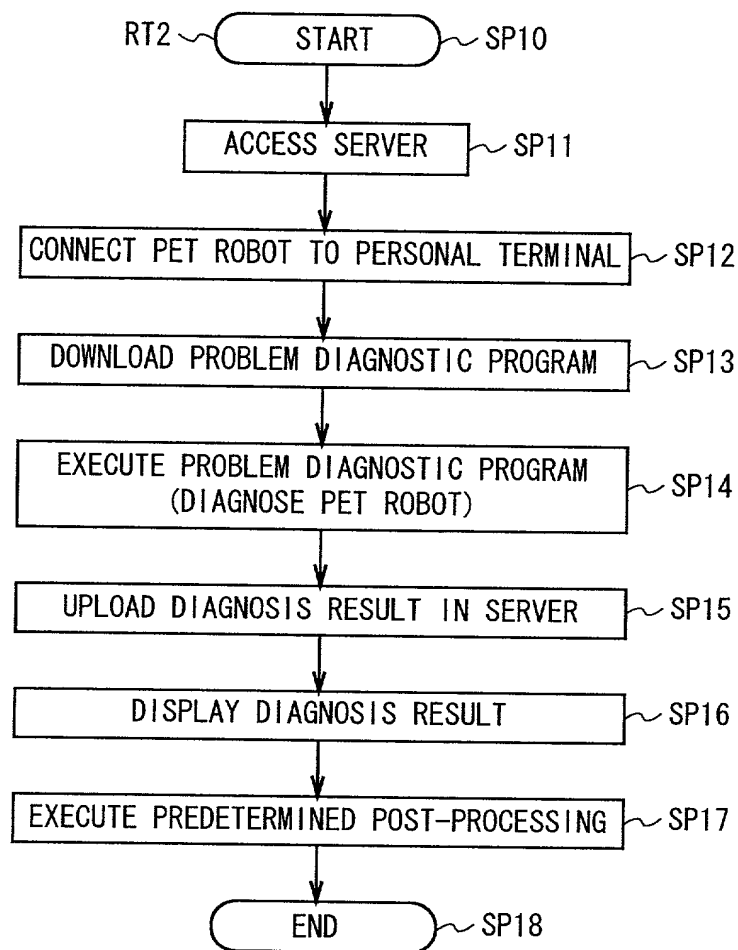 RT2 START SP10
ACCESS SERVER SP11
CONNECT PET ROBOT TO PERSONAL TERMINAL SP12
DOWNLOAD PROBLEM DIAGNOSTIC PROGRAM SP13
EXECUTE PROBLEM DIAGNOSTIC PROGRAM
(DIAGNOSE PET ROBOT) SP14
UPLOAD DIAGNOSIS RESULT IN SERVER SP15
DISPLAY DIAGNOSIS RESULT SP16
EXECUTE PREDETERMINED POST-PROCESSING SP17
END SP18